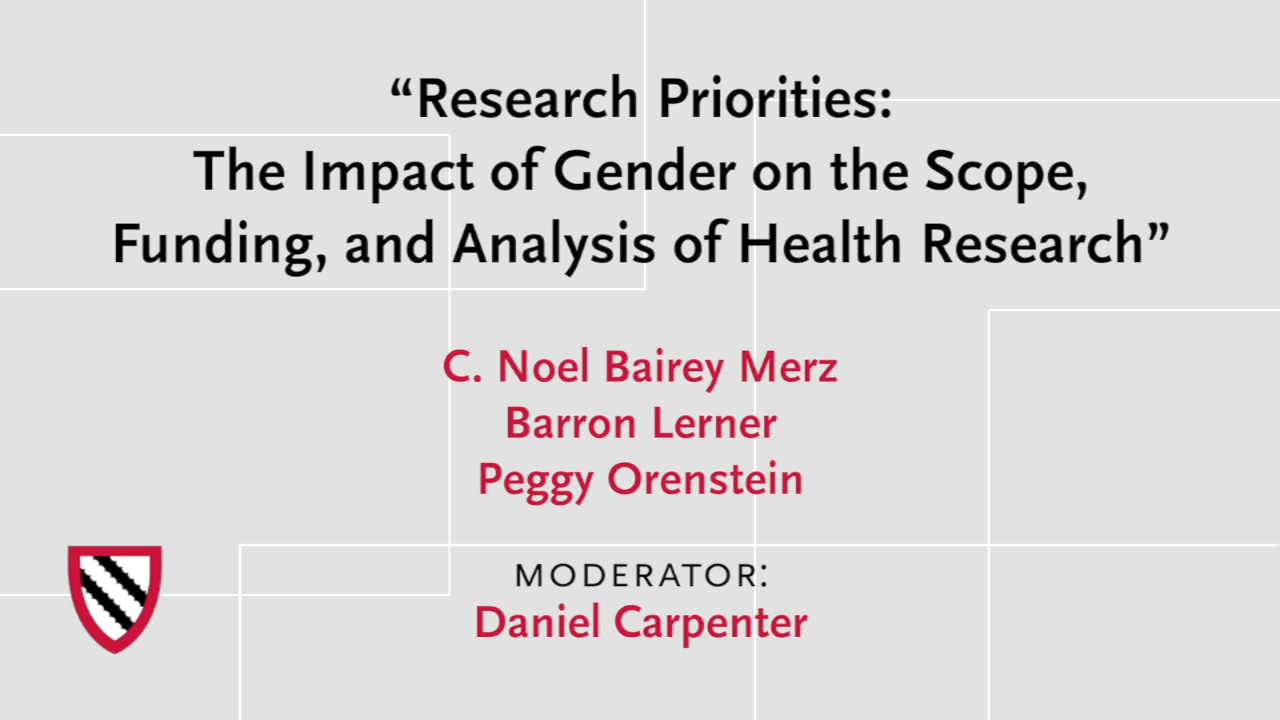 “Research Priorities:
The Impact of Gender on the Scope,
Funding, and Analysis of Health Research”
C. Noel Bairey Merz
Barron Lerner
Peggy Orenstein
MODERATOR:
Daniel Carpenter